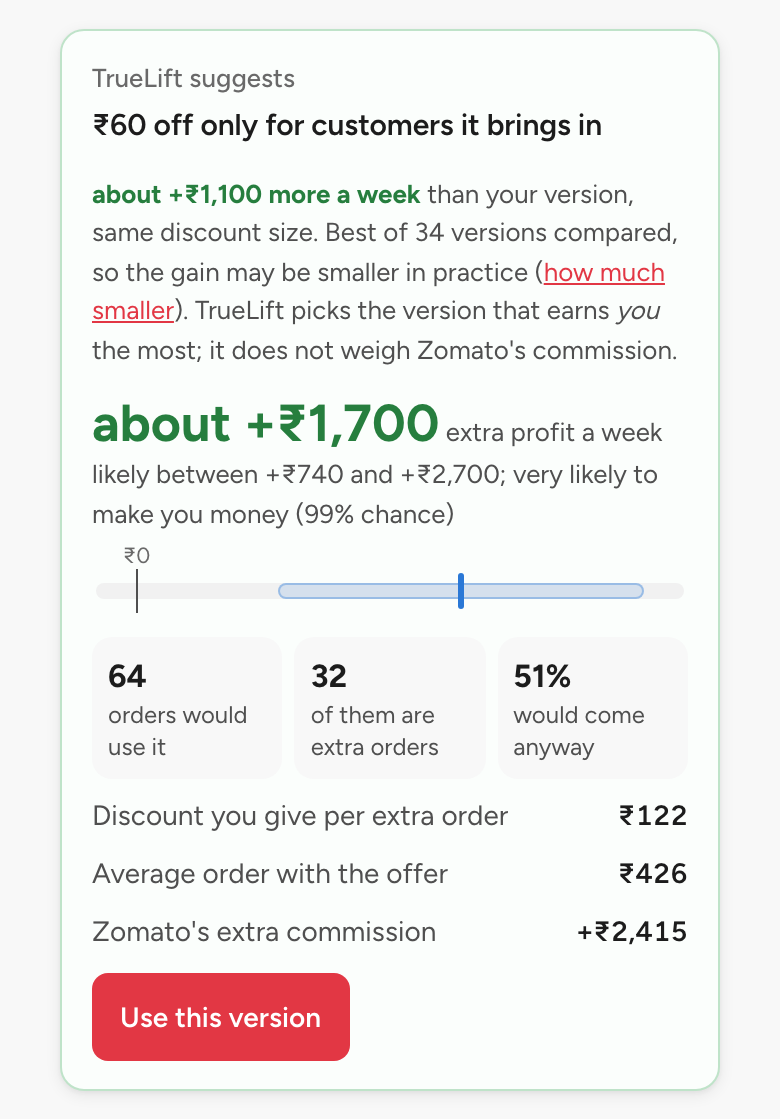 TrueLift suggests
₹60 off only for customers it brings in
about +₹1,100 more a week than your version,
same discount size. Best of 34 versions compared,
so the gain may be smaller in practice (how much
smaller). TrueLift picks the version that earns you
the most; it does not weigh Zomato's commission.
about +₹1,700 extra profit a week
likely between +₹740 and +₹2,700; very likely to
make you money (99% chance)
₹0
64
orders would
use it
32
of them are
extra orders
51%
would come
anyway
Discount you give per extra order ₹122
Average order with the offer ₹426
Zomato's extra commission +₹2,415
Use this version